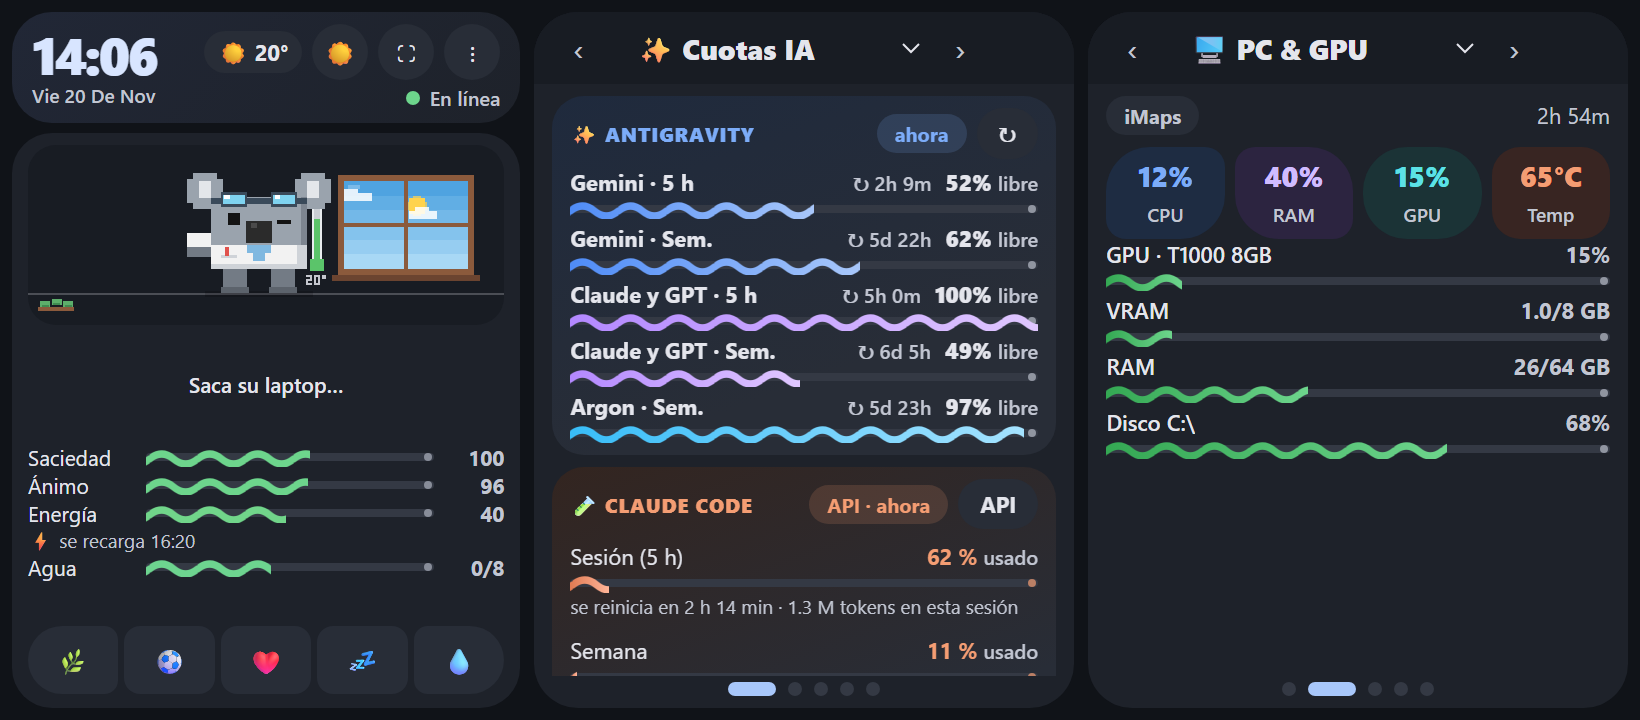 14:06
20°
Vie 20 De Nov
En línea
20°
Saca su laptop...
Saciedad 100
Ánimo 96
Energía 40
se recarga 16:20
Agua 0/8
Cuotas IA
ANTIGRAVITY ahora
Gemini · 5 h 2h 9m 52% libre
Gemini · Sem. 5d 22h 62% libre
Claude y GPT · 5 h 5h 0m 100% libre
Claude y GPT · Sem. 6d 5h 49% libre
Argon · Sem. 5d 23h 97% libre
CLAUDE CODE API · ahora API
Sesión (5 h) 62 % usado
se reinicia en 2 h 14 min · 1.3 M tokens en esta sesión
Semana 11 % usado
PC & GPU
iMaps 2h 54m
12% 40% 15% 65°C
CPU RAM GPU Temp
GPU · T1000 8GB 15%
VRAM 1.0/8 GB
RAM 26/64 GB
Disco C:\ 68%